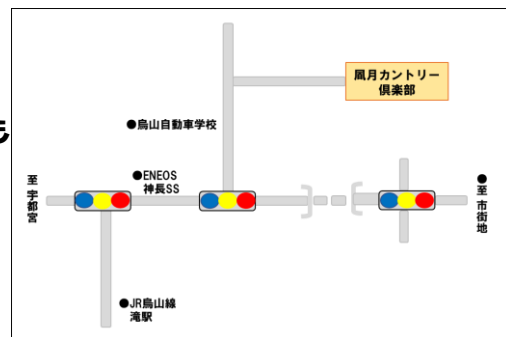 凮月カントリー
倶楽部
●烏山自動車学校
●ENEOS
神長SS
至 宇都宮
●至 市街地
●JR烏山線
滝駅